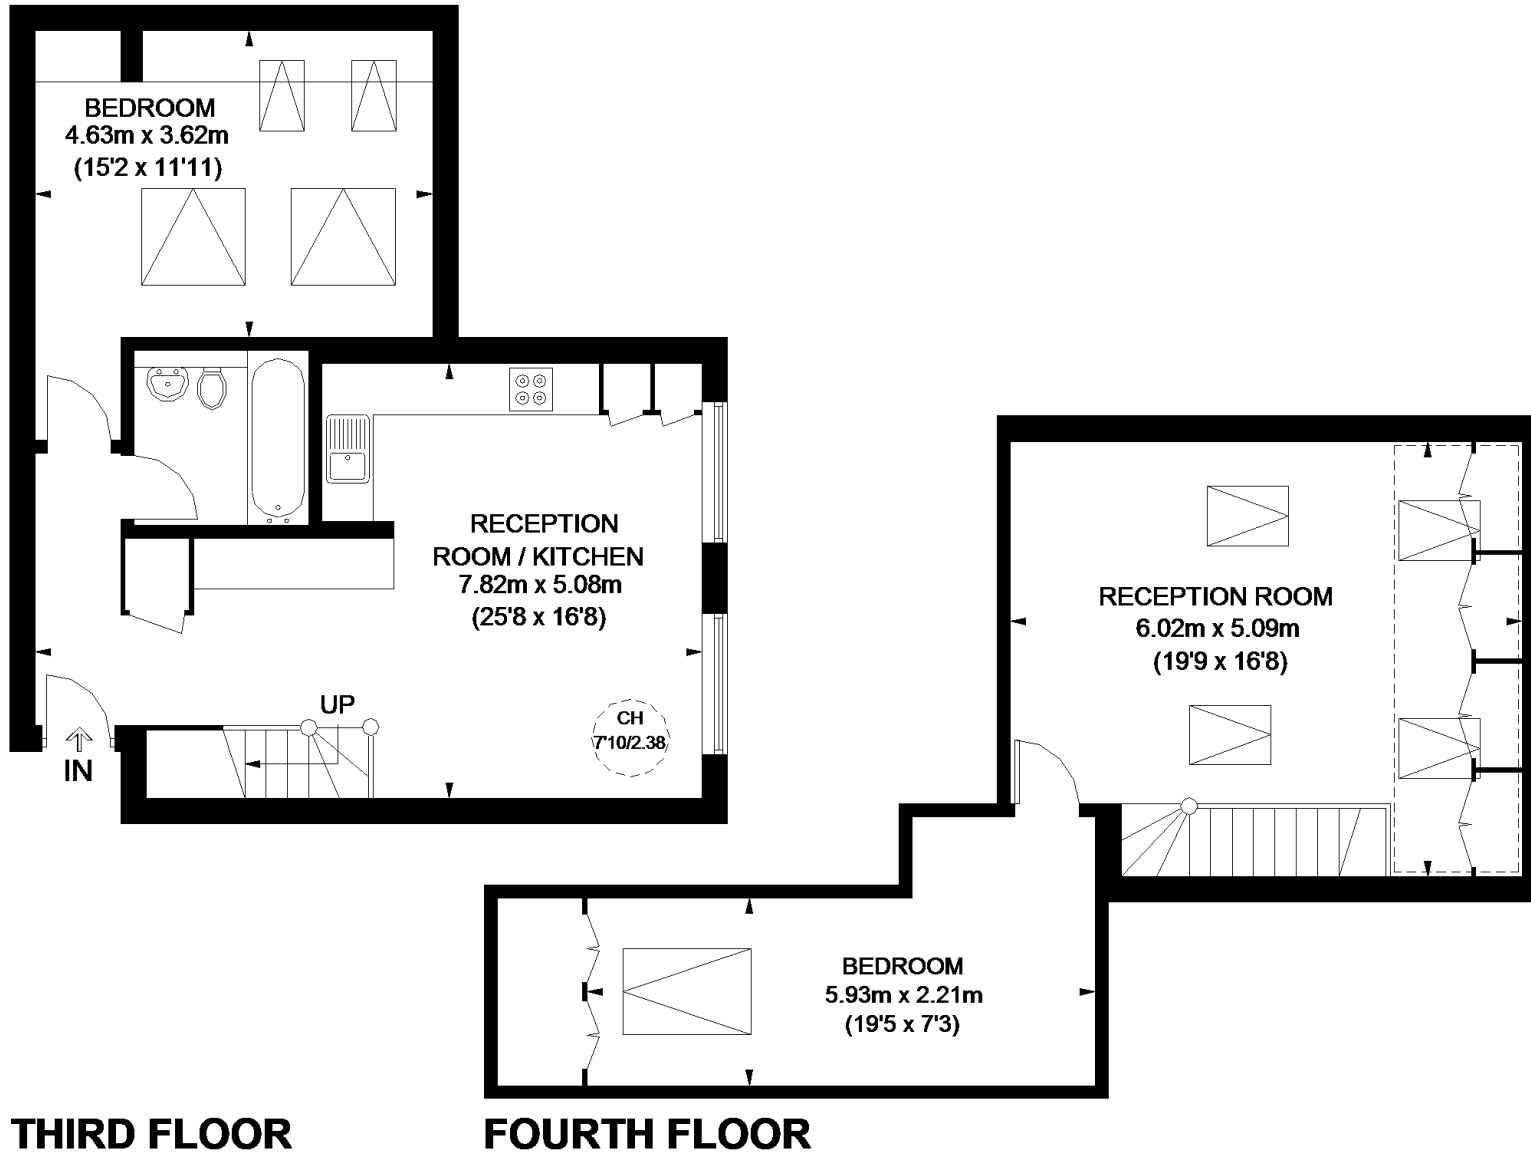 BEDROOM
4.63m x 3.62m
(15'2 x 11'11)
RECEPTION
ROOM / KITCHEN
7.82m x 5.08m
(25'8 x 16'8)
UP
CH
7'10/2.38
IN
RECEPTION ROOM
6.02m x 5.09m
(19'9 x 16'8)
BEDROOM
5.93m x 2.21m
(19'5 x 7'3)
THIRD FLOOR
FOURTH FLOOR